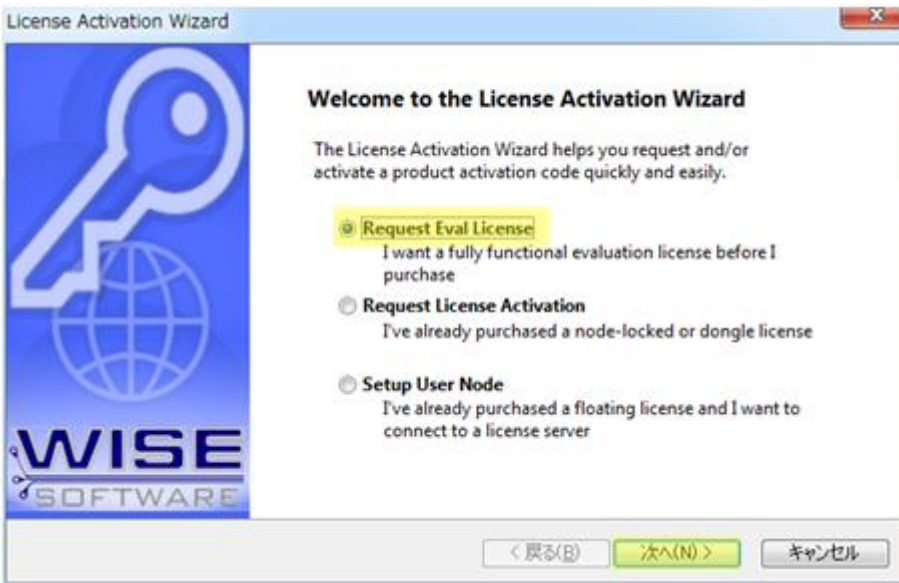 License Activation Wizard
Welcome to the License Activation Wizard
The License Activation Wizard helps you request and/or
activate a product activation code quickly and easily.
Request Eval License
I want a fully functional evaluation license before I
purchase
Request License Activation
I've already purchased a node-locked or dongle license
Setup User Node
I've already purchased a floating license and I want to
connect to a license server
WISE
SOFTWARE
< 戻る(B)
次へ(N) >
キャンセル